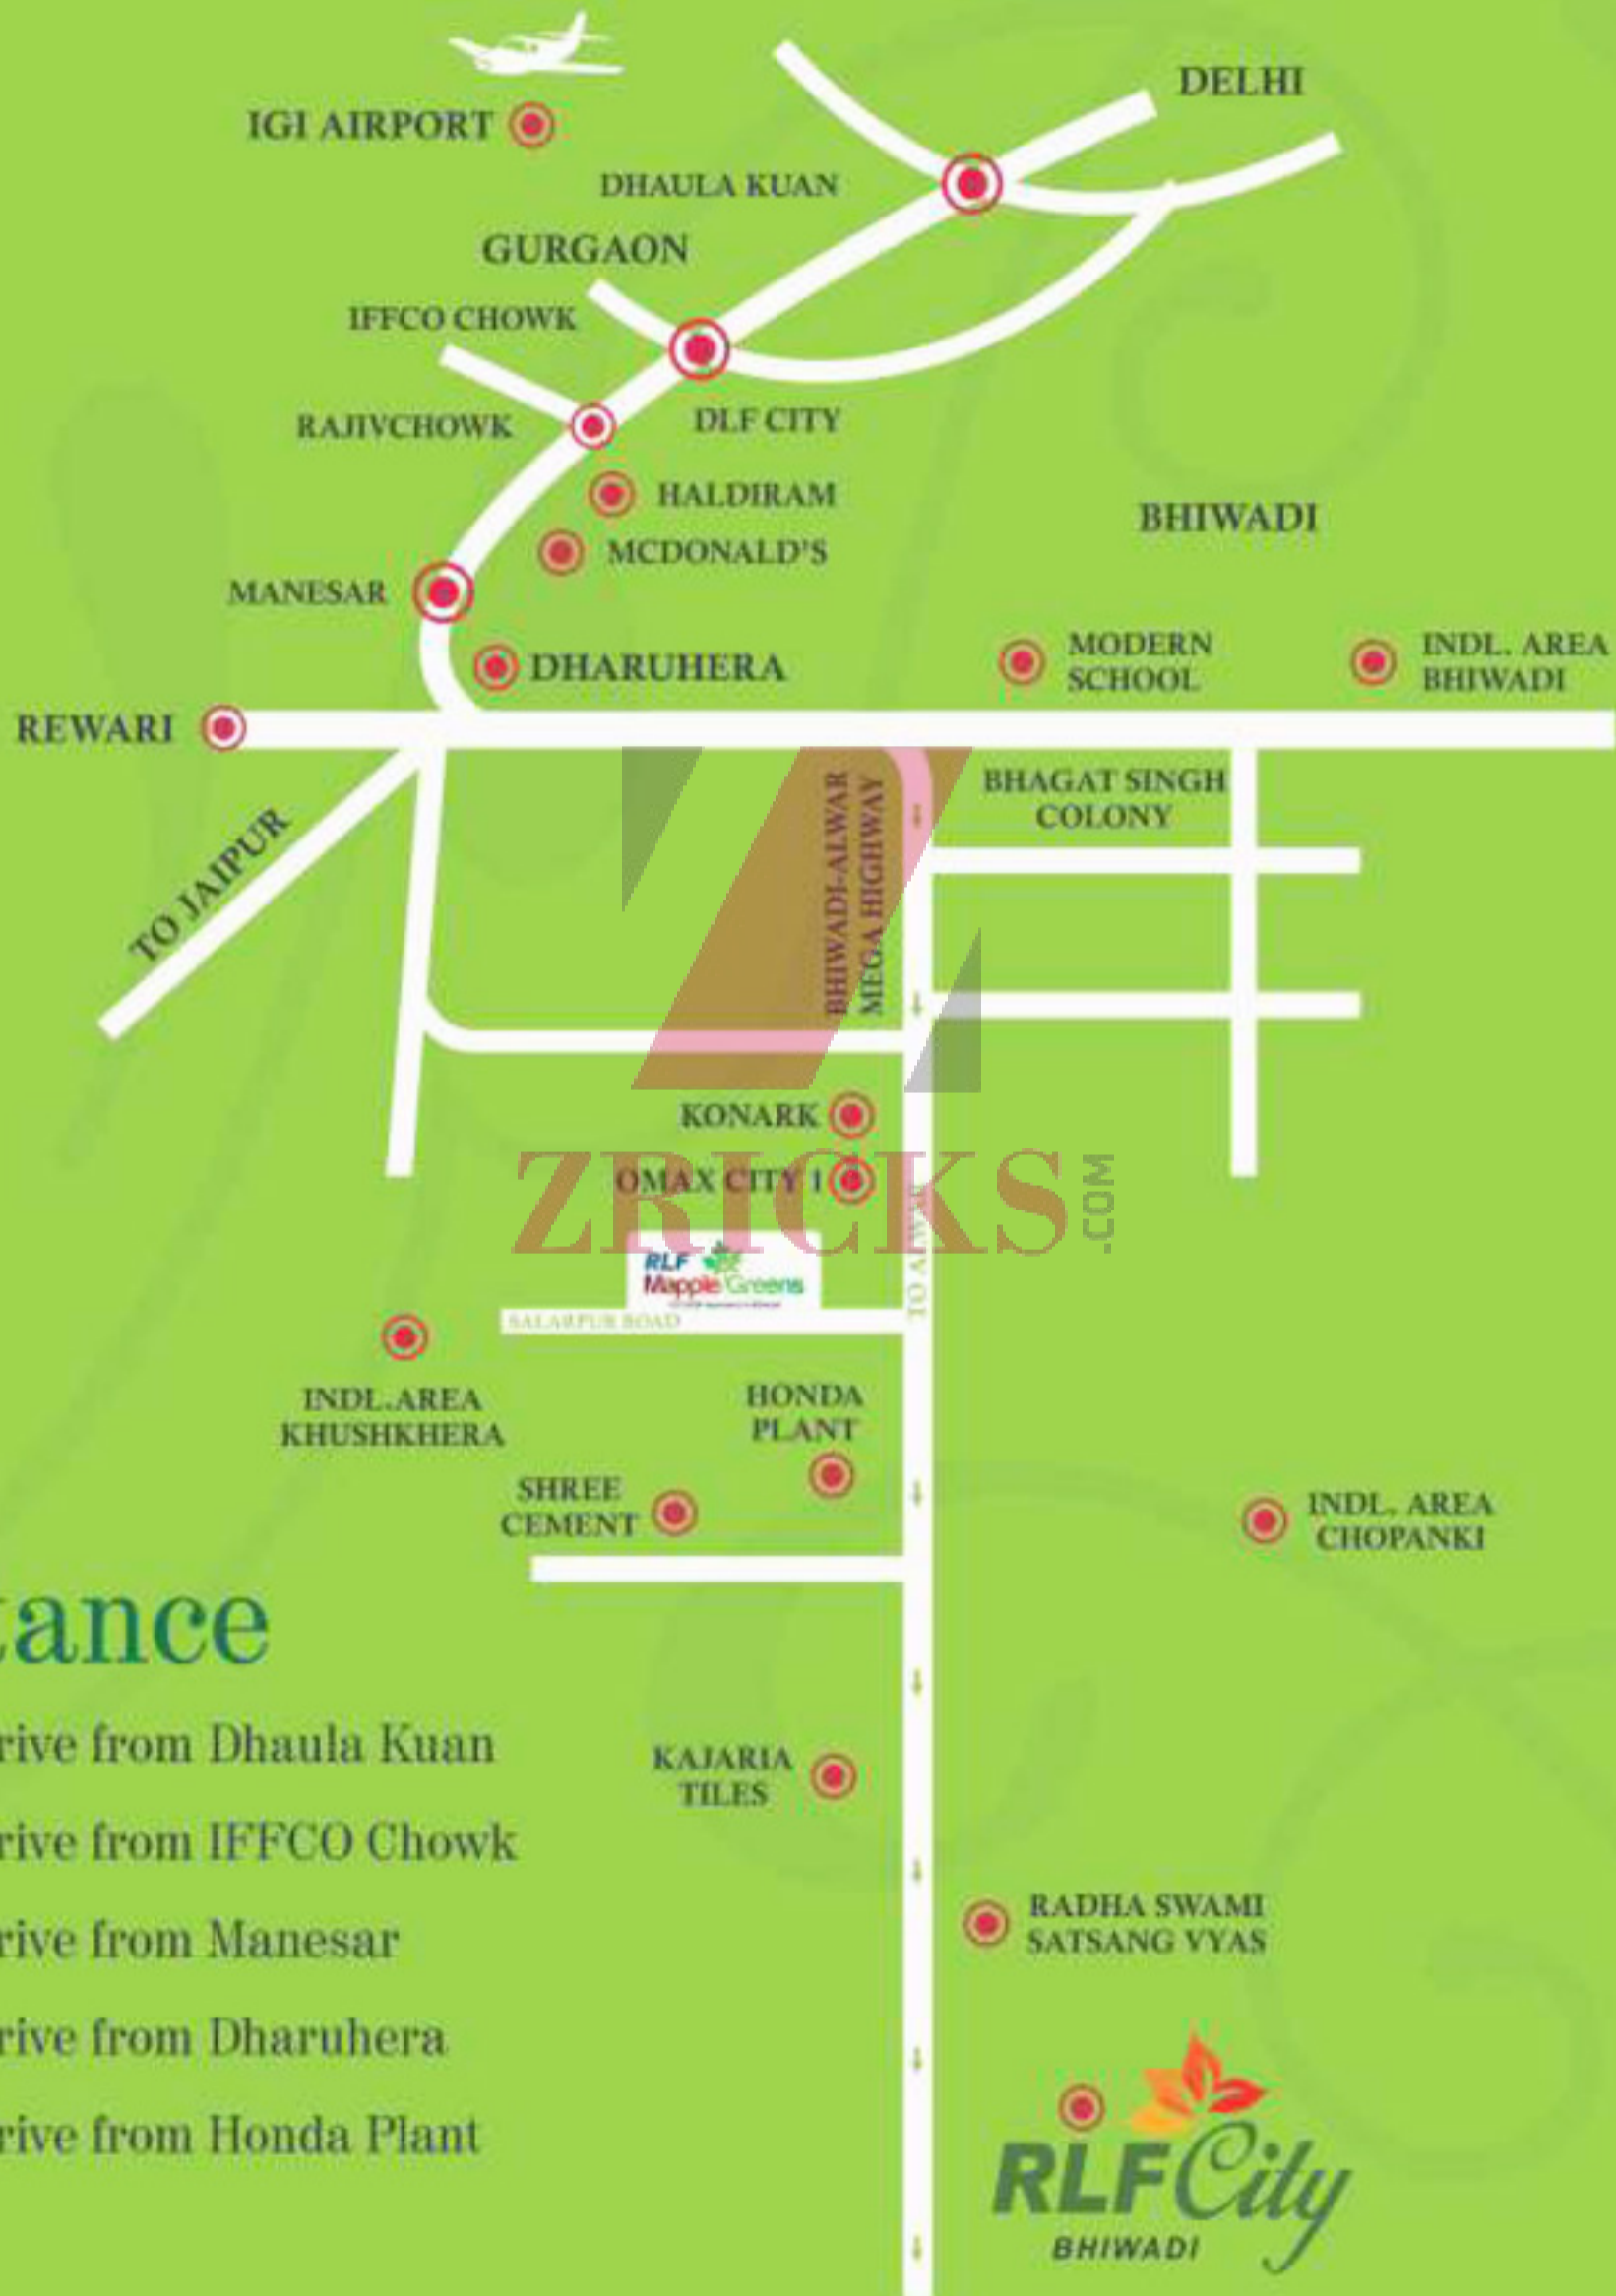 DELHI
IGI AIRPORT
DHAULA KUAN
GURGAON
IFFCO CHOWK
RAJIVCHOWK
DLF CITY
HALDIRAM
BHIWADI
MCDONALD'S
MANESAR
DHARUHERA
MODERN
SCHOOL
INDL. AREA
BHIWADI
REWARI
TO JAIPUR
BHIWADI-ALWAR
MEGA HIGHWAY
BHAGAT SINGH
COLONY
KONARK
OMAX CITY 1
ZRICKS
.COM
TO ALWAR
RLF
Mapple Greens
SALARPUR ROAD
INDL.AREA
KHUSHKHERA
HONDA
PLANT
SHREE
CEMENT
INDL. AREA
CHOPANKI
tance
rive from Dhaula Kuan
rive from IFFCO Chowk
rive from Manesar
rive from Dharuhera
rive from Honda Plant
KAJARIA
TILES
RADHA SWAMI
SATSANG VYAS
RLF City
BHIWADI